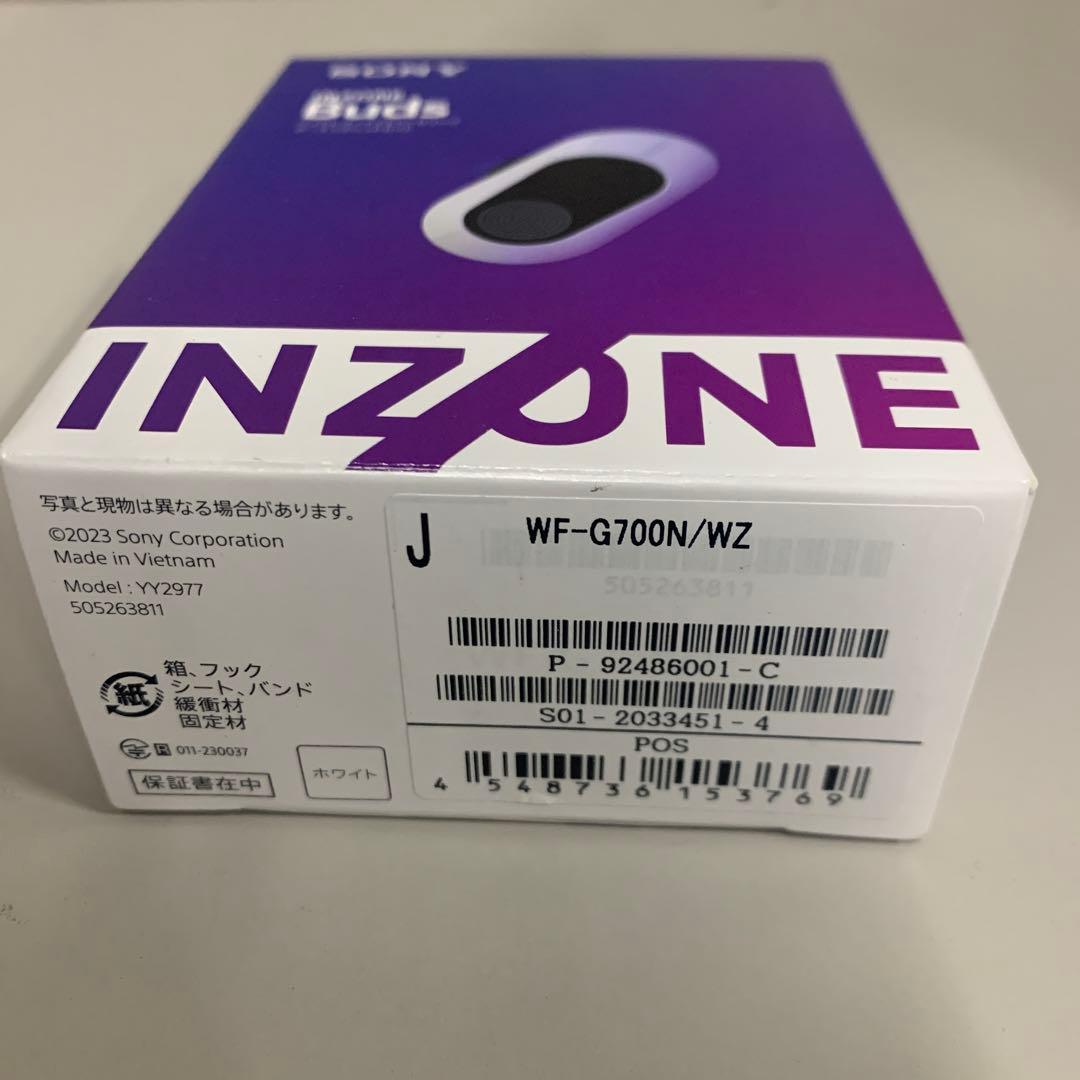 SONY
Buds
INZONE
写真と現物は異なる場合があります。
©2023 Sony Corporation
Made in Vietnam
Model : YY2977
505263811
紙
箱、フック
シート、バンド
緩衝材
固定材
R 011-230037
保証書在中
ホワイト
J
WF-G700N/WZ
505263811
P - 92486001 - C
S01 - 2033451 - 4
POS
4 548736 153769